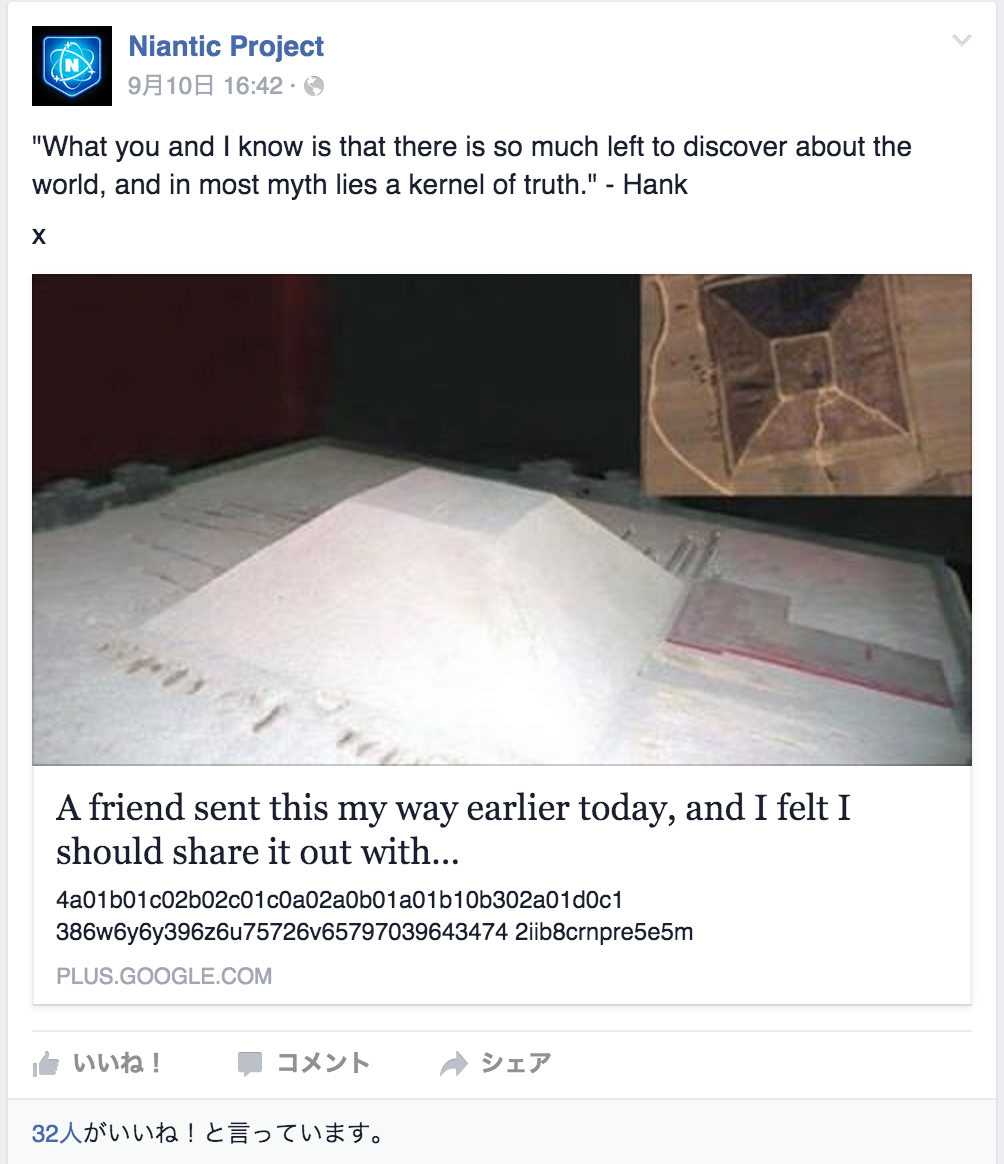 N
Niantic Project
9月10日 16:42 ·
"What you and I know is that there is so much left to discover about the
world, and in most myth lies a kernel of truth." - Hank
x
A friend sent this my way earlier today, and I felt I
should share it out with...
4a01b01c02b02c01c0a02a0b01a01b10b302a01d0c1
386w6y6y396z6u75726v65797039643474 2iib8crnpre5e5m
PLUS.GOOGLE.COM
いいね！ コメント シェア
32人がいいね！と言っています。